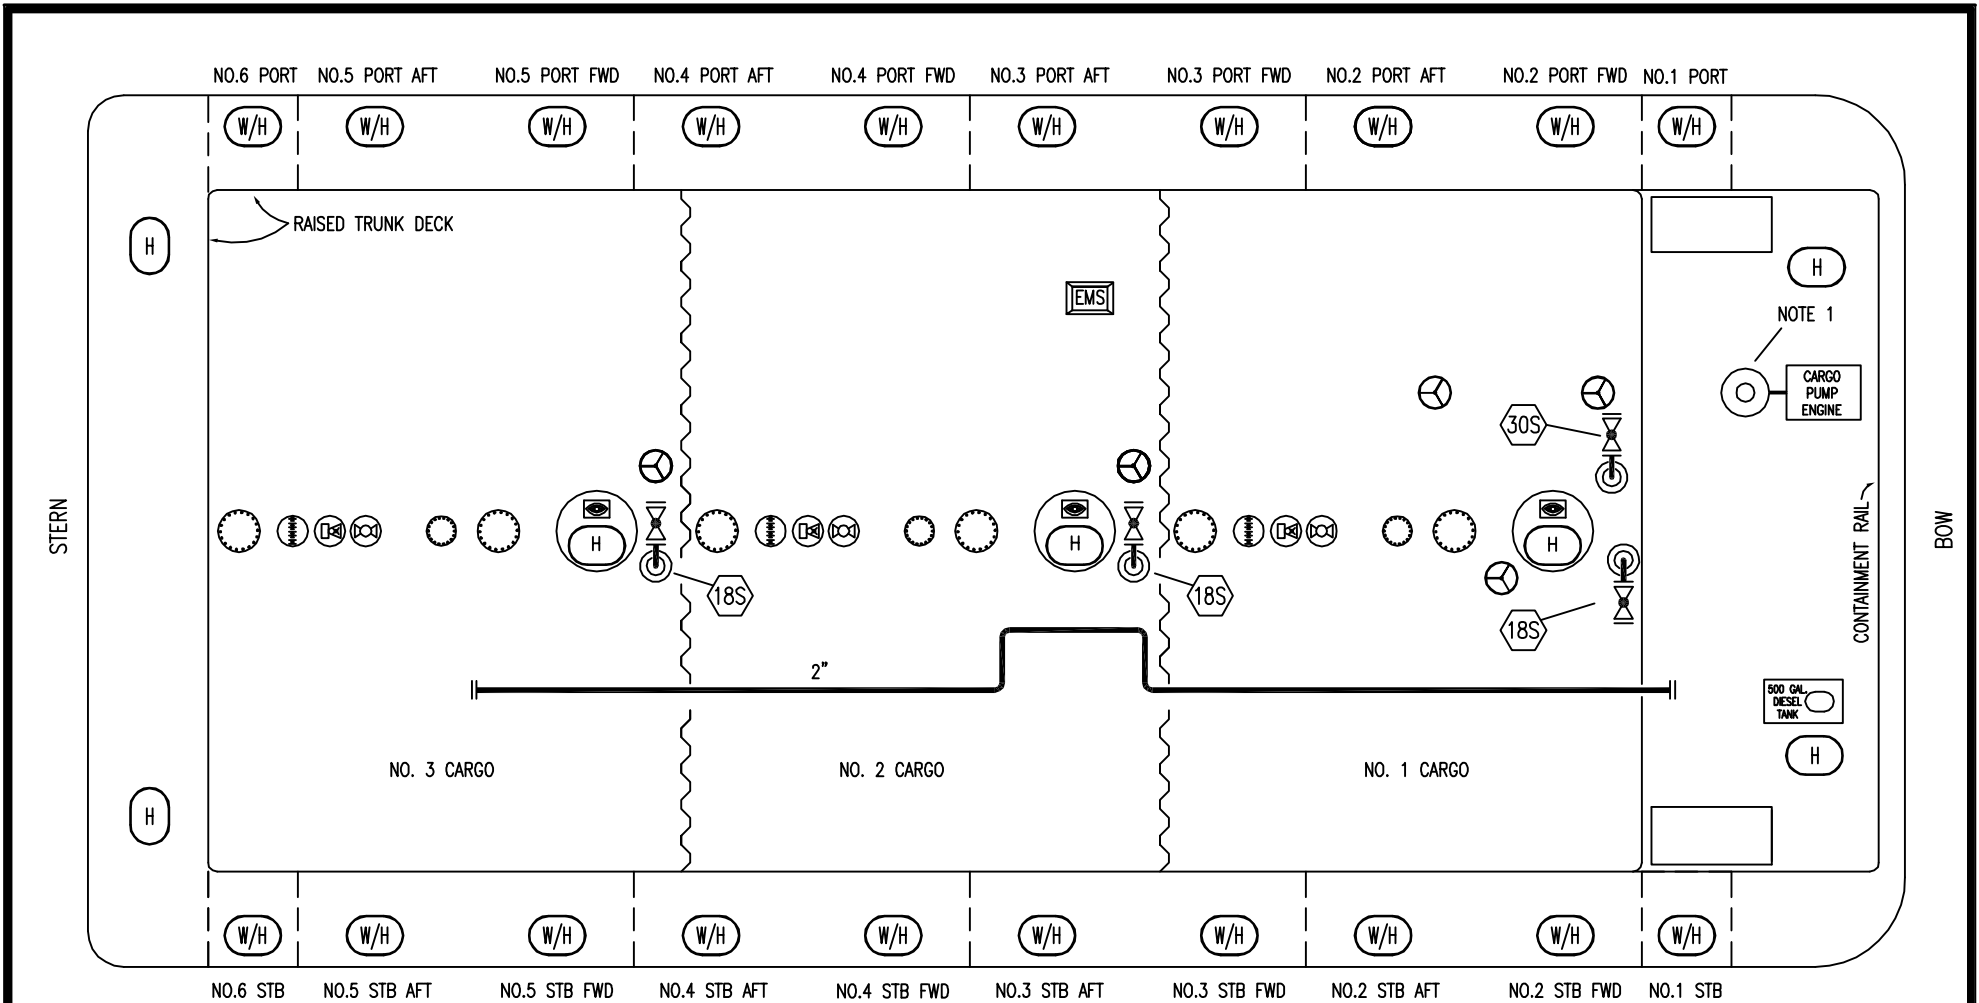 NO.6 PORT NO.5 PORT AFT NO.5 PORT FWD NO.4 PORT AFT NO.4 PORT FWD NO.3 PORT AFT NO.3 PORT FWD NO.2 PORT AFT NO.2 PORT FWD NO.1 PORT
W/H W/H W/H W/H W/H W/H W/H W/H W/H W/H
RAISED TRUNK DECK
H
H
EMS
NOTE 1
CARGO
PUMP
ENGINE
30S
STERN
H
H
H
18S
18S
18S
CONTAINMENT RAIL
BOW
2"
500 GAL.
DIESEL
TANK
H
NO. 3 CARGO NO. 2 CARGO NO. 1 CARGO
H
W/H W/H W/H W/H W/H W/H W/H W/H W/H W/H
NO.6 STB NO.5 STB AFT NO.5 STB FWD NO.4 STB AFT NO.4 STB FWD NO.3 STB AFT NO.3 STB FWD NO.2 STB AFT NO.2 STB FWD NO.1 STB